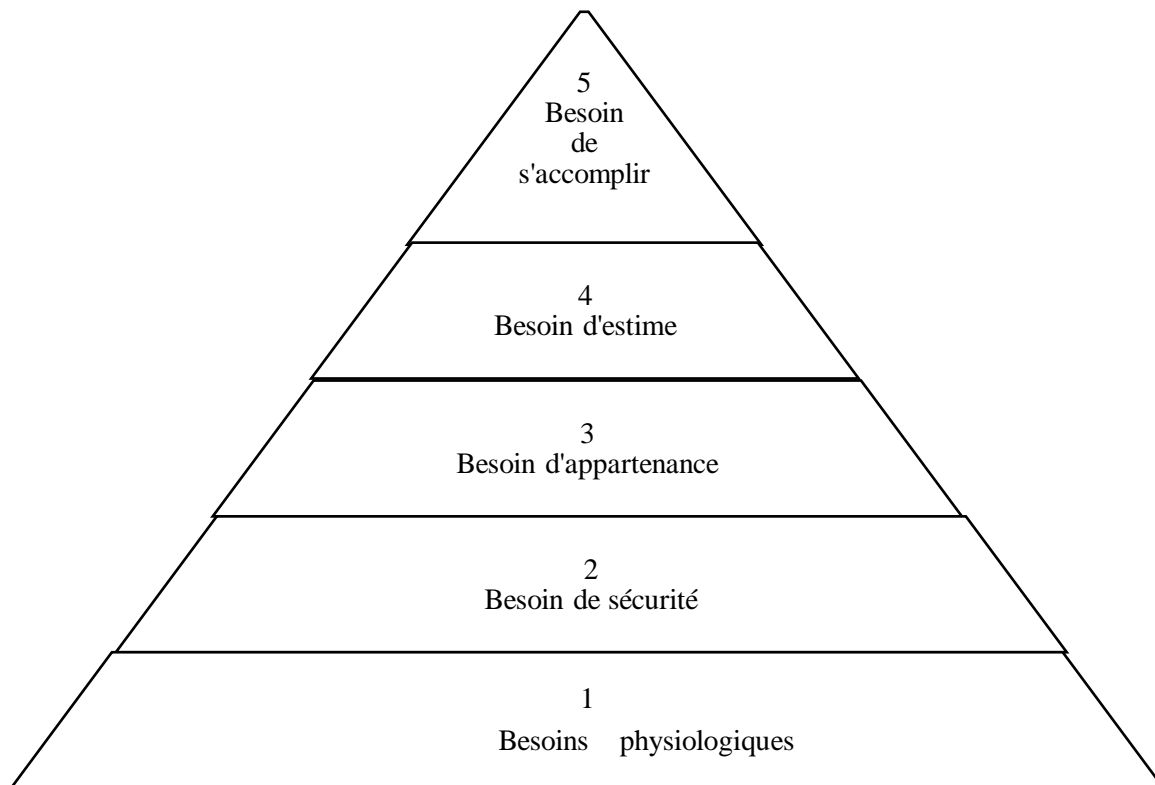 5
Besoin
de
s'accomplir
4
Besoin d'estime
3
Besoin d'appartenance
2
Besoin de sécurité
1
Besoins physiologiques